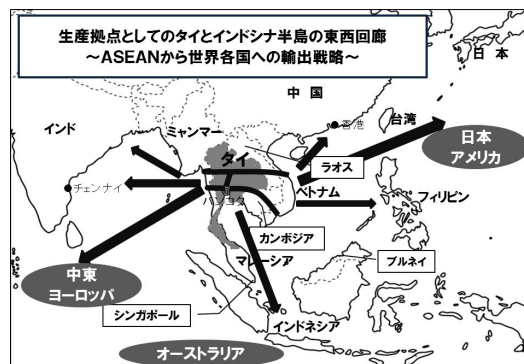 生産拠点としてのタイとインドシナ半島の東西回廊
～ASEANから世界各国への輸出戦略～
日本
中国
台湾
香港
インド
ミャンマー
タイ
ラオス
日本
アメリカ
チェンナイ
バンコク
ベトナム
フィリピン
カンボジア
マレーシア
ブルネイ
中東
ヨーロッパ
シンガポール
インドネシア
オーストラリア